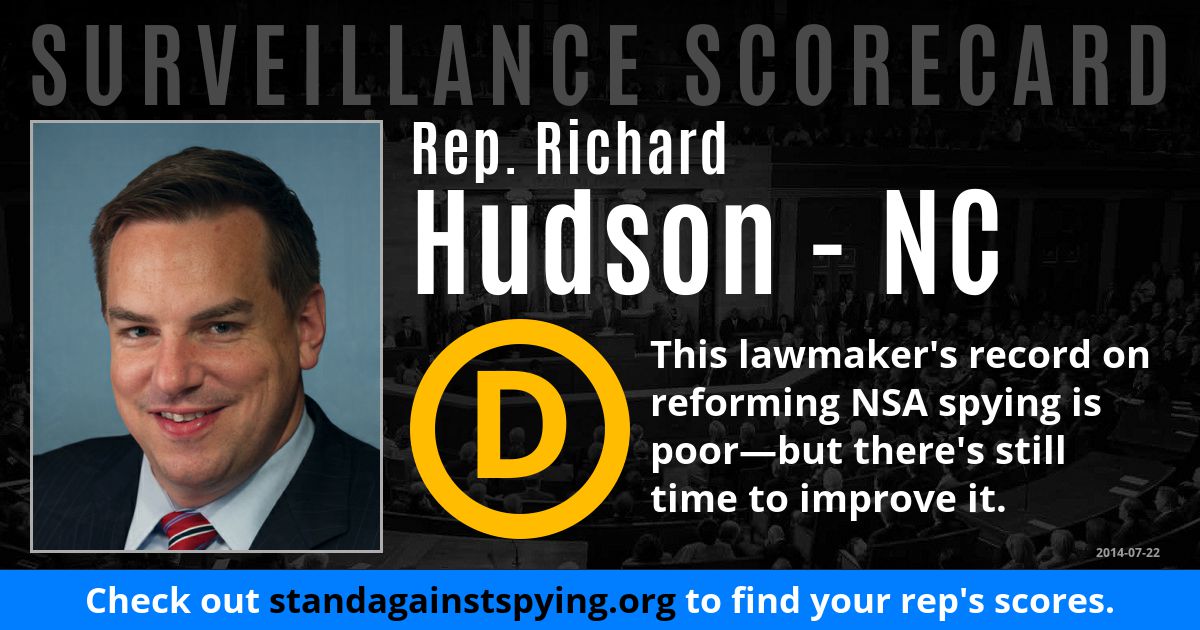 SURVEILLANCE SCORECARD
Rep. Richard
Hudson - NC
D
This lawmaker's record on
reforming NSA spying is
poor—but there's still
time to improve it.
2014-07-22
Check out standagainstspying.org to find your rep's scores.